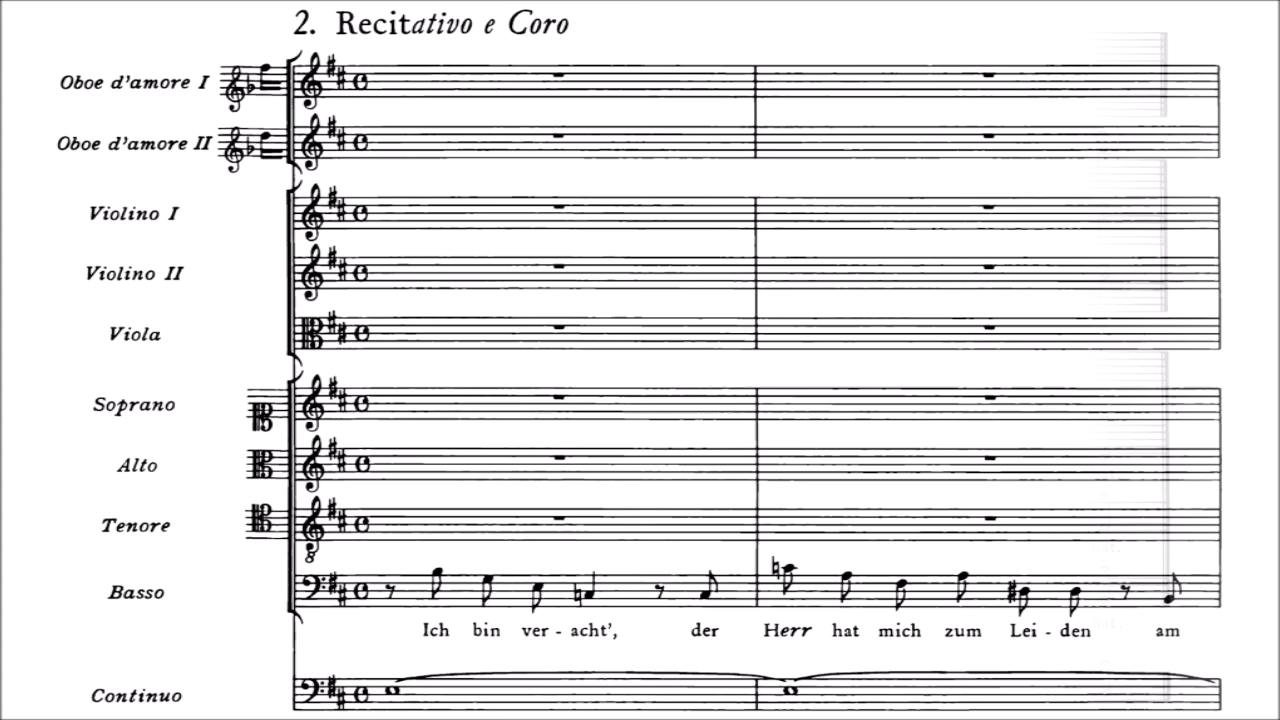 2. Recitativo e Coro
Oboe d'amore I
Oboe d'amore II
Violino I
Violino II
Viola
Soprano
Alto
Tenore
8
Basso
Ich bin ver - acht', der Herr hat mich zum Lei - den am
Continuo